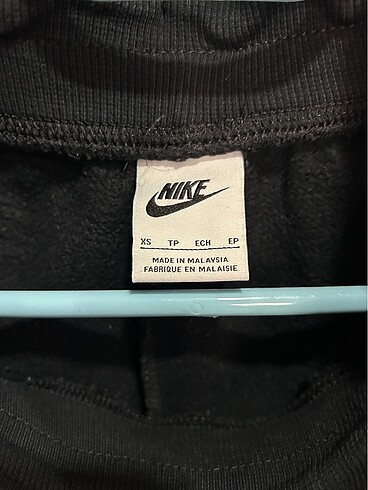 NIKE
XS TP ECH EP
MADE IN MALAYSIA
FABRIQUE EN MALAISIE